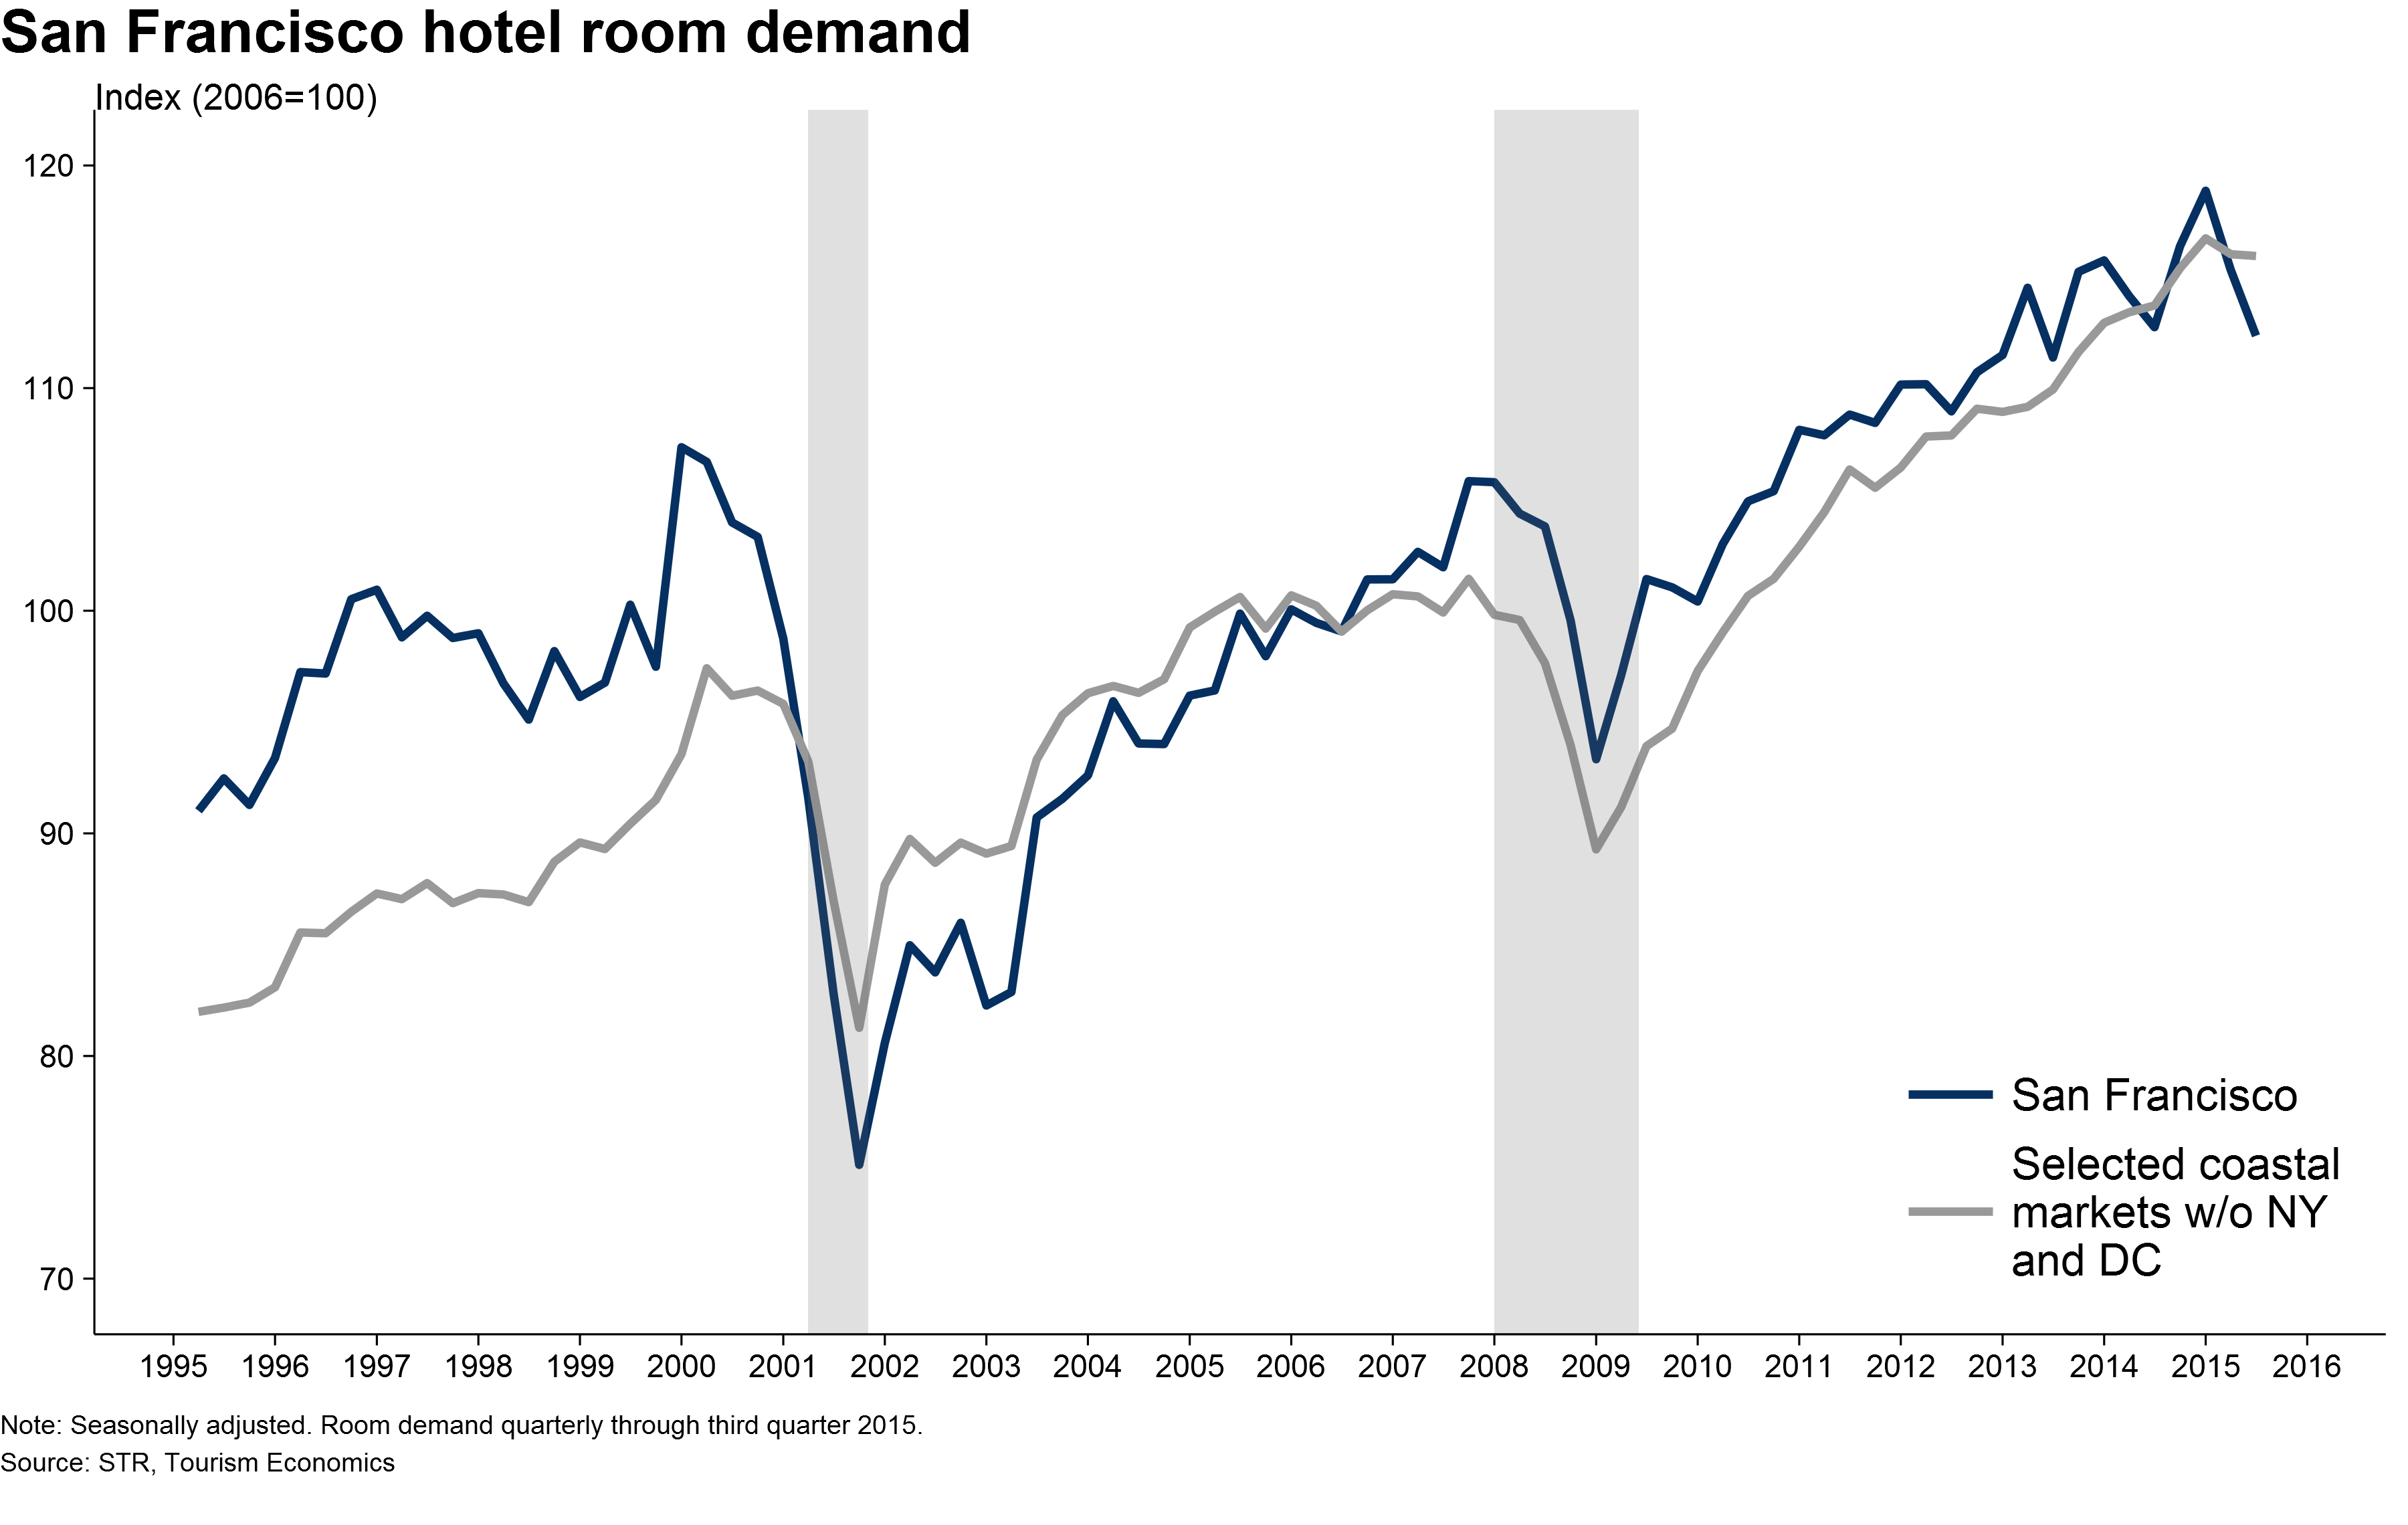 San Francisco hotel room demand
Index (2006=100)
120
110
100
90
80
70
San Francisco
Selected coastal
markets w/o NY
and DC
1995 1996 1997 1998 1999 2000 2001 2002 2003 2004 2005 2006 2007 2008 2009 2010 2011 2012 2013 2014 2015 2016
Note: Seasonally adjusted. Room demand quarterly through third quarter 2015.
Source: STR, Tourism Economics